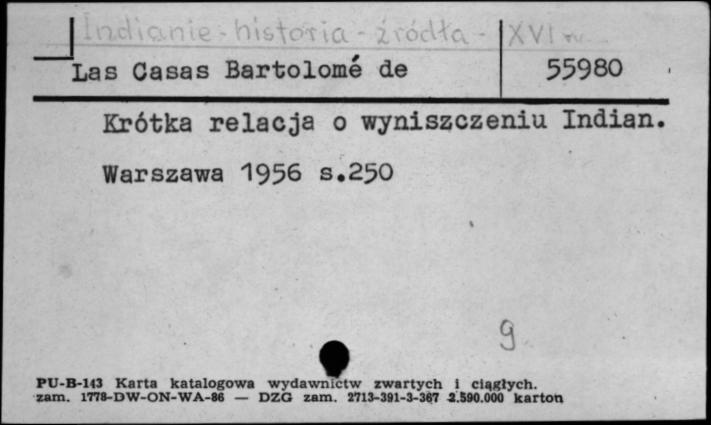 Indianie - historia - źródła - XVI w.
Las Casas Bartolomé de 55980
Krótka relacja o wyniszczeniu Indian.
Warszawa 1956 s.250
g
PU-B-143 Karta katalogowa wydawnictw zwartych i ciągłych.
zam. 1778-DW-ON-WA-86 — DZG zam. 2713-391-3-367 2.590.000 karton